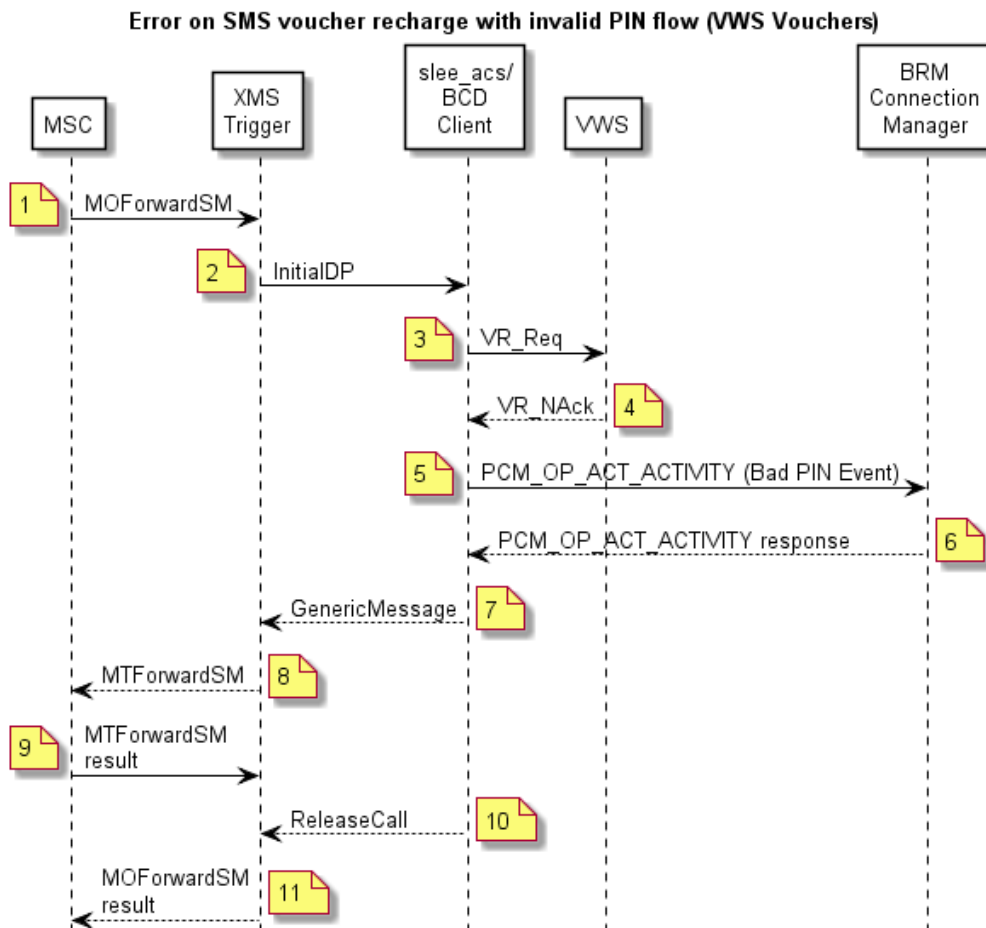 Error on SMS voucher recharge with invalid PIN flow (VWS Vouchers)
MSC
XMS
Trigger
slee_acs/
BCD
Client
VWS
BRM
Connection
Manager
1
MOForwardSM
2
InitialDP
3
VR_Req
VR_NAck
4
5
PCM_OP_ACT_ACTIVITY (Bad PIN Event)
PCM_OP_ACT_ACTIVITY response
6
GenericMessage
7
MTForwardSM
8
9
MTForwardSM
result
ReleaseCall
10
MOForwardSM
result
11